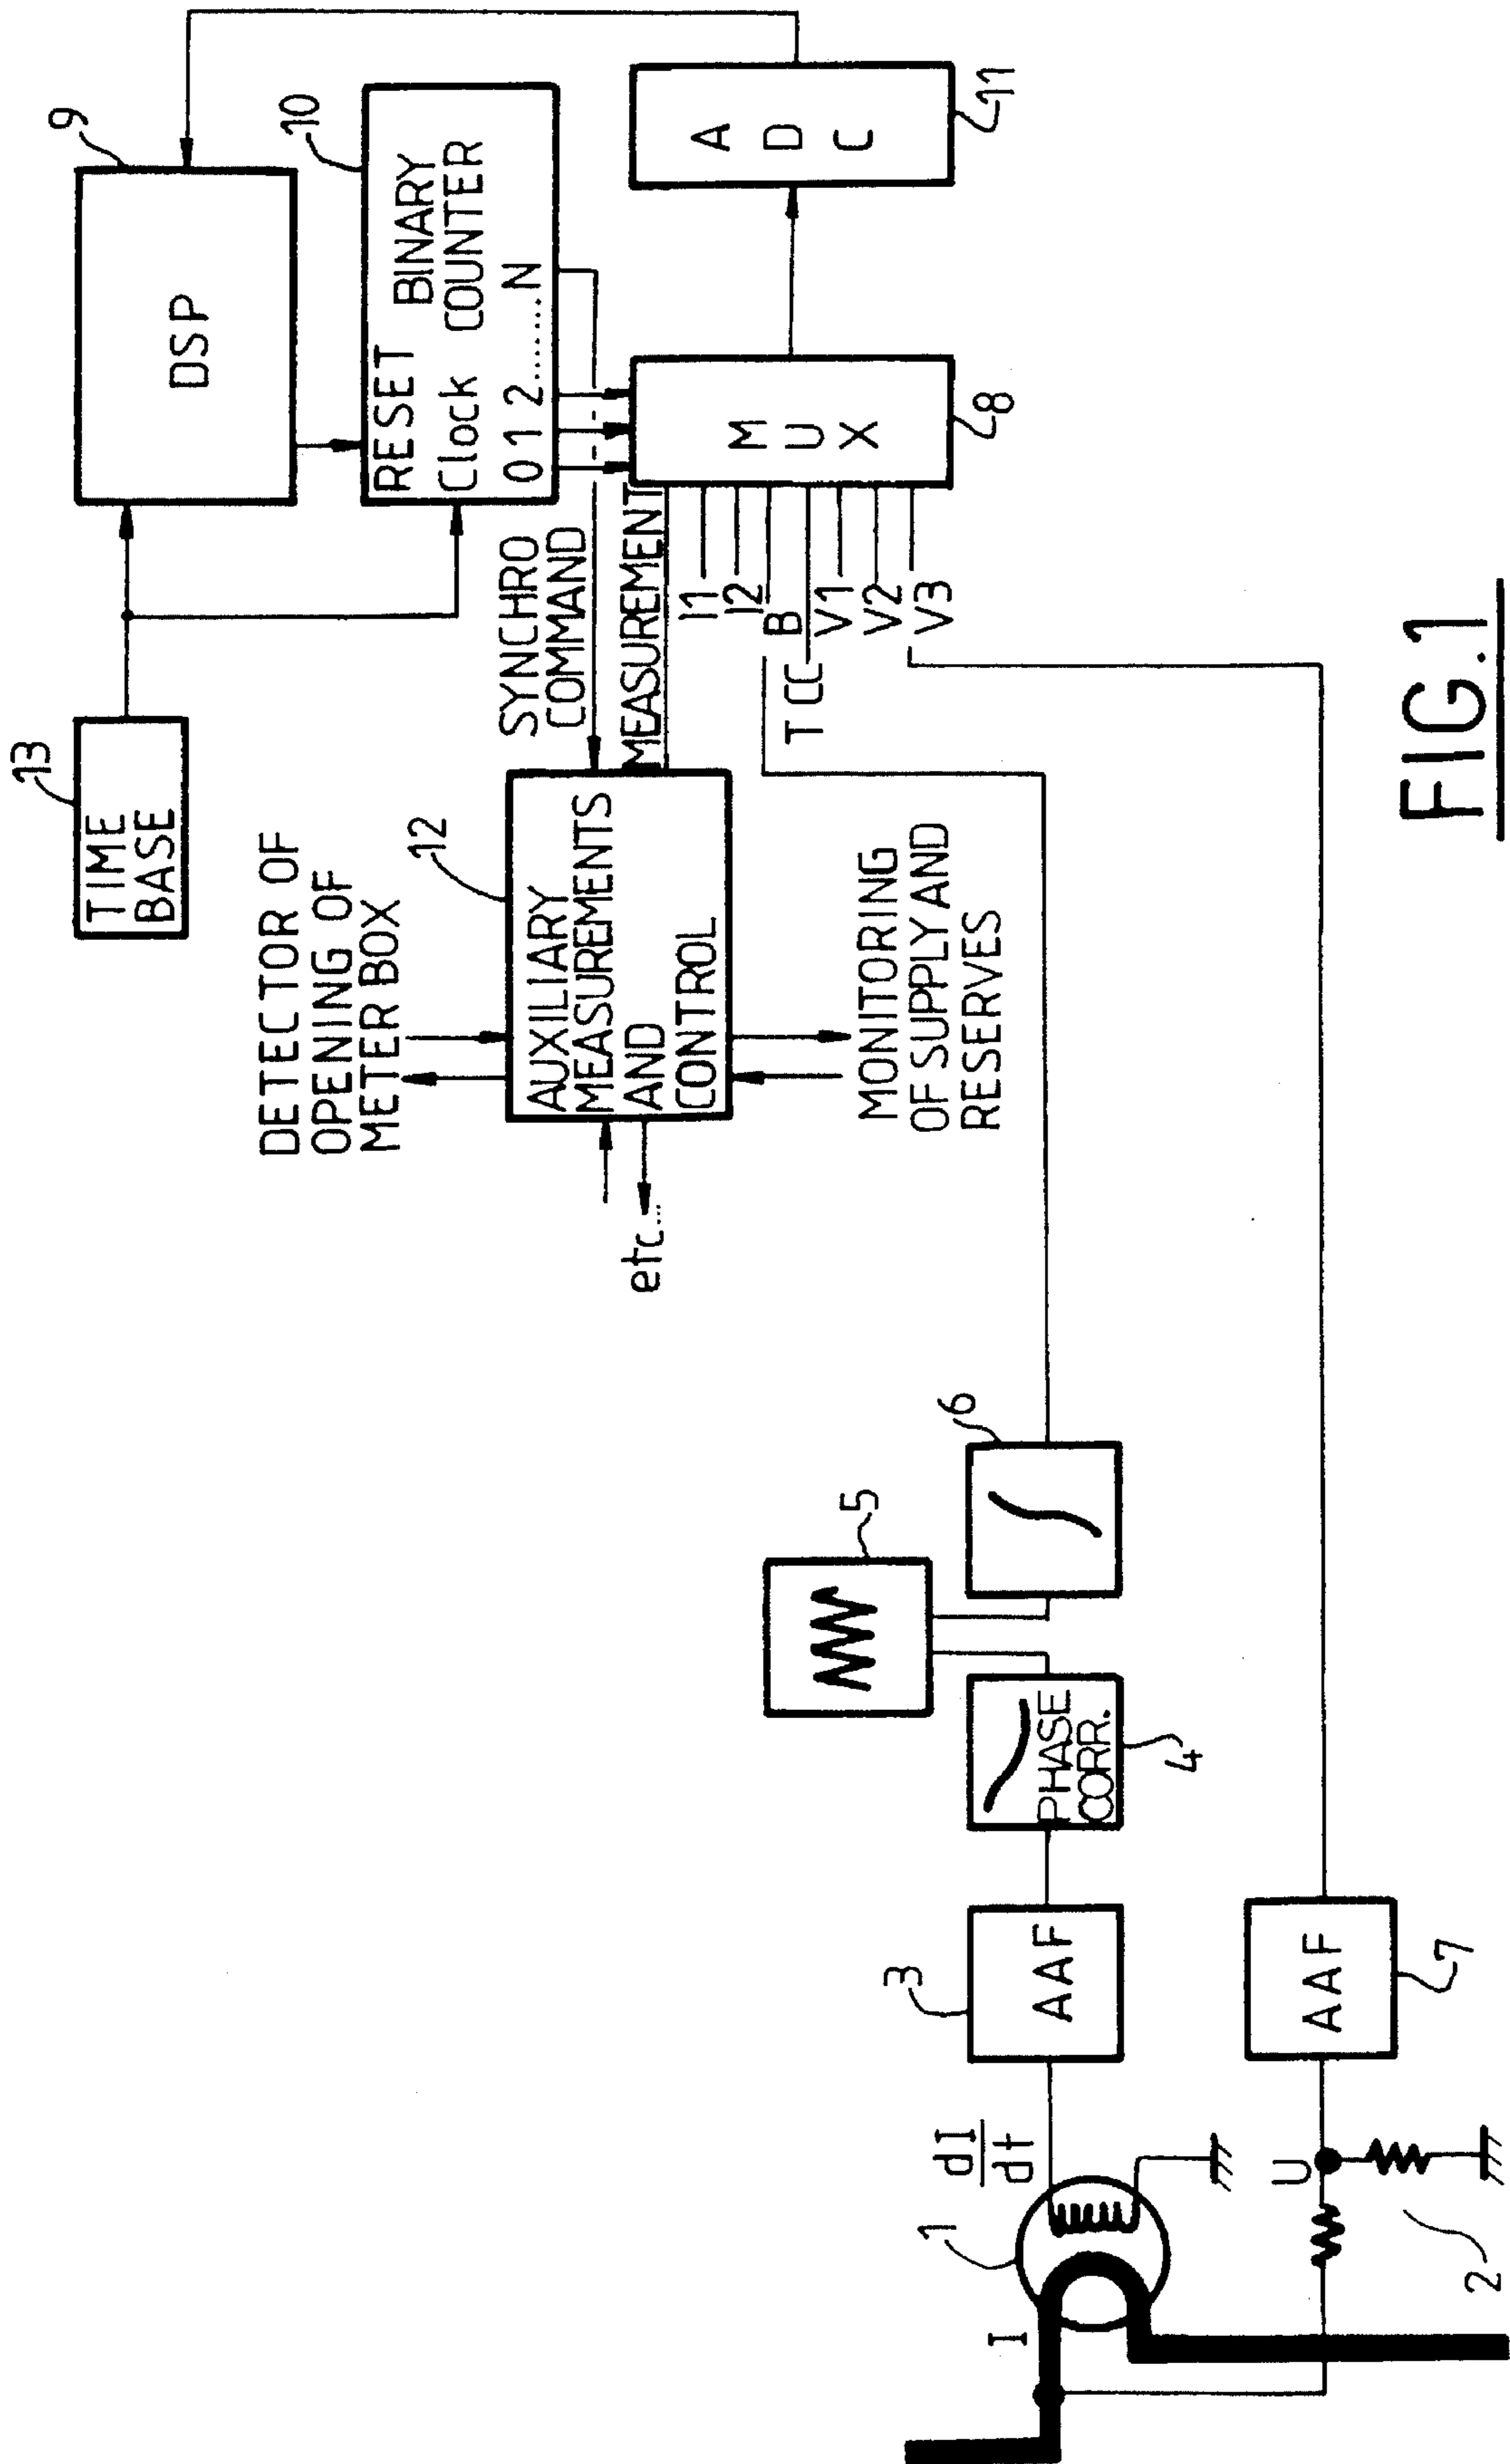 13
TIME
BASE
9
DSP
10
RESET
BINARY
Clock
COUNTER
0 1 2.......N
DETECTOR OF
OPENING OF
METER BOX
12
AUXILIARY
MEASUREMENTS
AND
CONTROL
SYNCHRO
COMMAND
MEASUREMENT
etc...
MONITORING
OF SUPPLY AND
RESERVES
I1
I2
B
T CC
V1
V2
V3
M
U
X
8
A
D
C
11
I
1
dI
dt
3
AAF
PHASE
CORR.
4
5
6
U
2
AAF
7
FIG.1